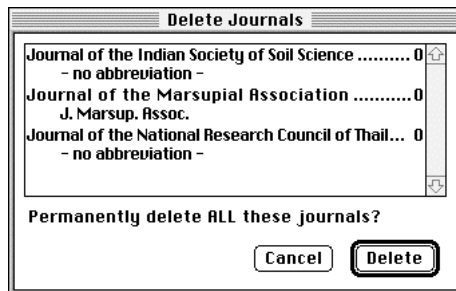 Delete Journals
Journal of the Indian Society of Soil Science .......... 0
– no abbreviation –
Journal of the Marsupial Association ...........0
J. Marsup. Assoc.
Journal of the National Research Council of Thail... 0
– no abbreviation –
Permanently delete ALL these journals?
Cancel Delete